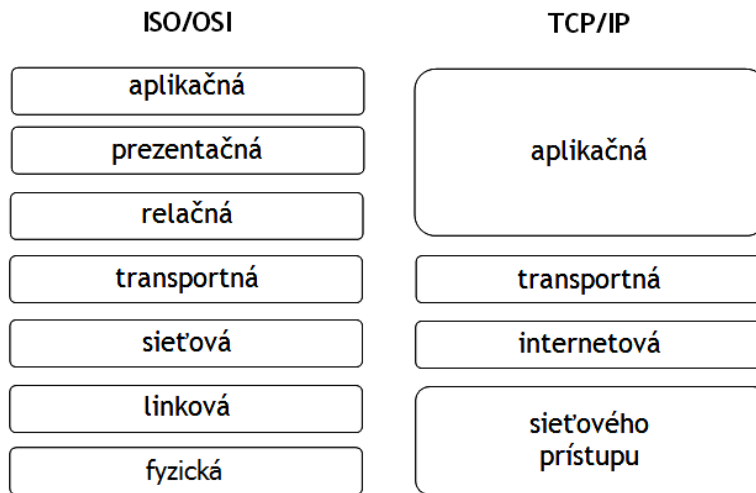 ISO/OSI
TCP/IP
aplikačná
prezentačná
relačná
transportná
sieťová
linková
fyzická
aplikačná
transportná
internetová
sieťového
prístupu